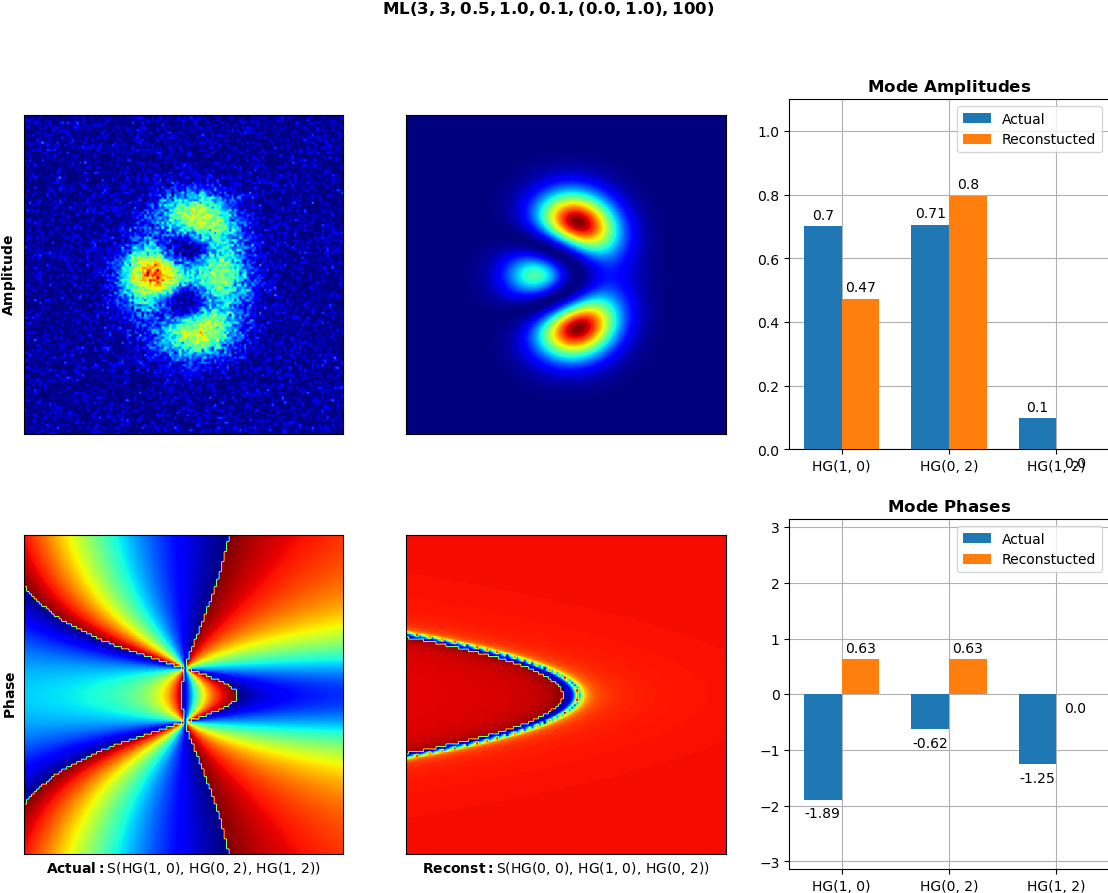 ML(3, 3, 0.5, 1.0, 0.1, (0.0, 1.0), 100)
Amplitude
Mode Amplitudes
Actual
Reconstucted
1.0
0.8
0.6
0.4
0.2
0.0
0.7
0.47
0.71
0.8
0.1
0.0
HG(1, 0)
HG(0, 2)
HG(1, 2)
Phase
Actual: S(HG(1, 0), HG(0, 2), HG(1, 2))
Reconst: S(HG(0, 0), HG(1, 0), HG(0, 2))
Mode Phases
Actual
Reconstucted
3
2
1
0
−1
−2
−3
-1.89
0.63
-0.62
0.63
-1.25
0.0
HG(1, 0)
HG(0, 2)
HG(1, 2)